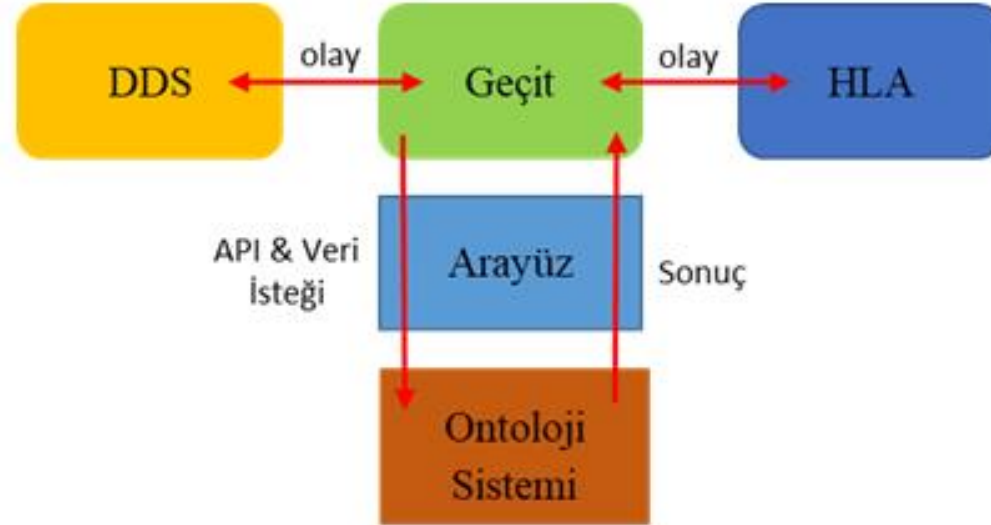 DDS
olay
Geçit
olay
HLA
API & Veri
İsteği
Arayüz
Sonuç
Ontoloji
Sistemi